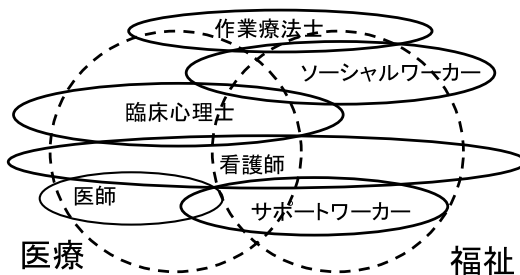 作業療法士
ソーシャルワーカー
臨床心理士
看護師
医師
サポートワーカー
医療
福祉